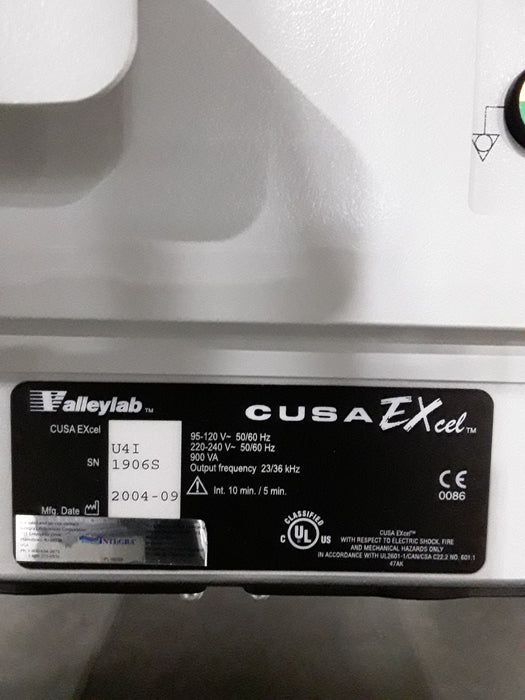 Valleylab™
CUSA EXcel™
CUSA EXcel
SN
U4I
1906S
Mfg. Date
2004-09
95-120 V~ 50/60 Hz
220-240 V~ 50/60 Hz
900 VA
Output frequency 23/36 kHz
Int. 10 min. / 5 min.
CE
0086
CLASSIFIED
C UL US
CUSA EXcel™
WITH RESPECT TO ELECTRIC SHOCK, FIRE
AND MECHANICAL HAZARDS ONLY
IN ACCORDANCE WITH UL2601-1/CAN/CSA C22.2 NO. 601.1
47AK
INTEGRA